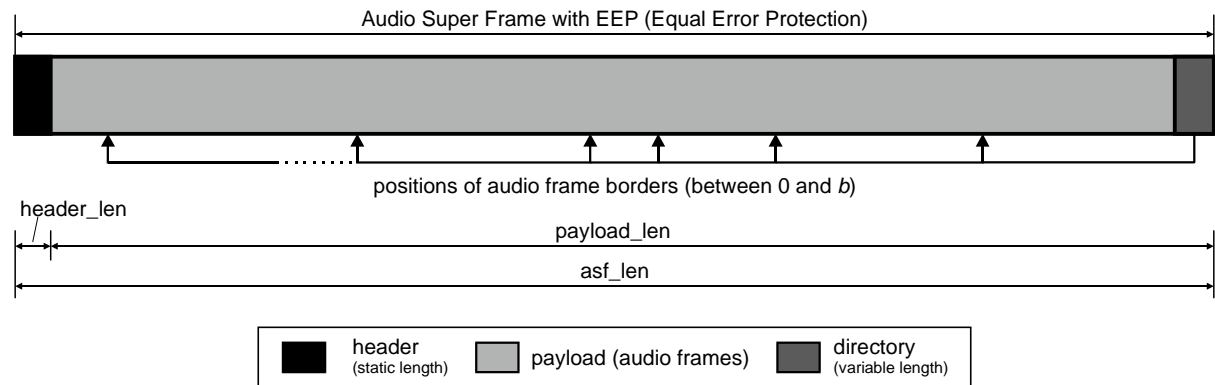 Audio Super Frame with EEP (Equal Error Protection)
positions of audio frame borders (between 0 and b)
header_len
payload_len
asf_len
header
(static length)
payload (audio frames)
directory
(variable length)